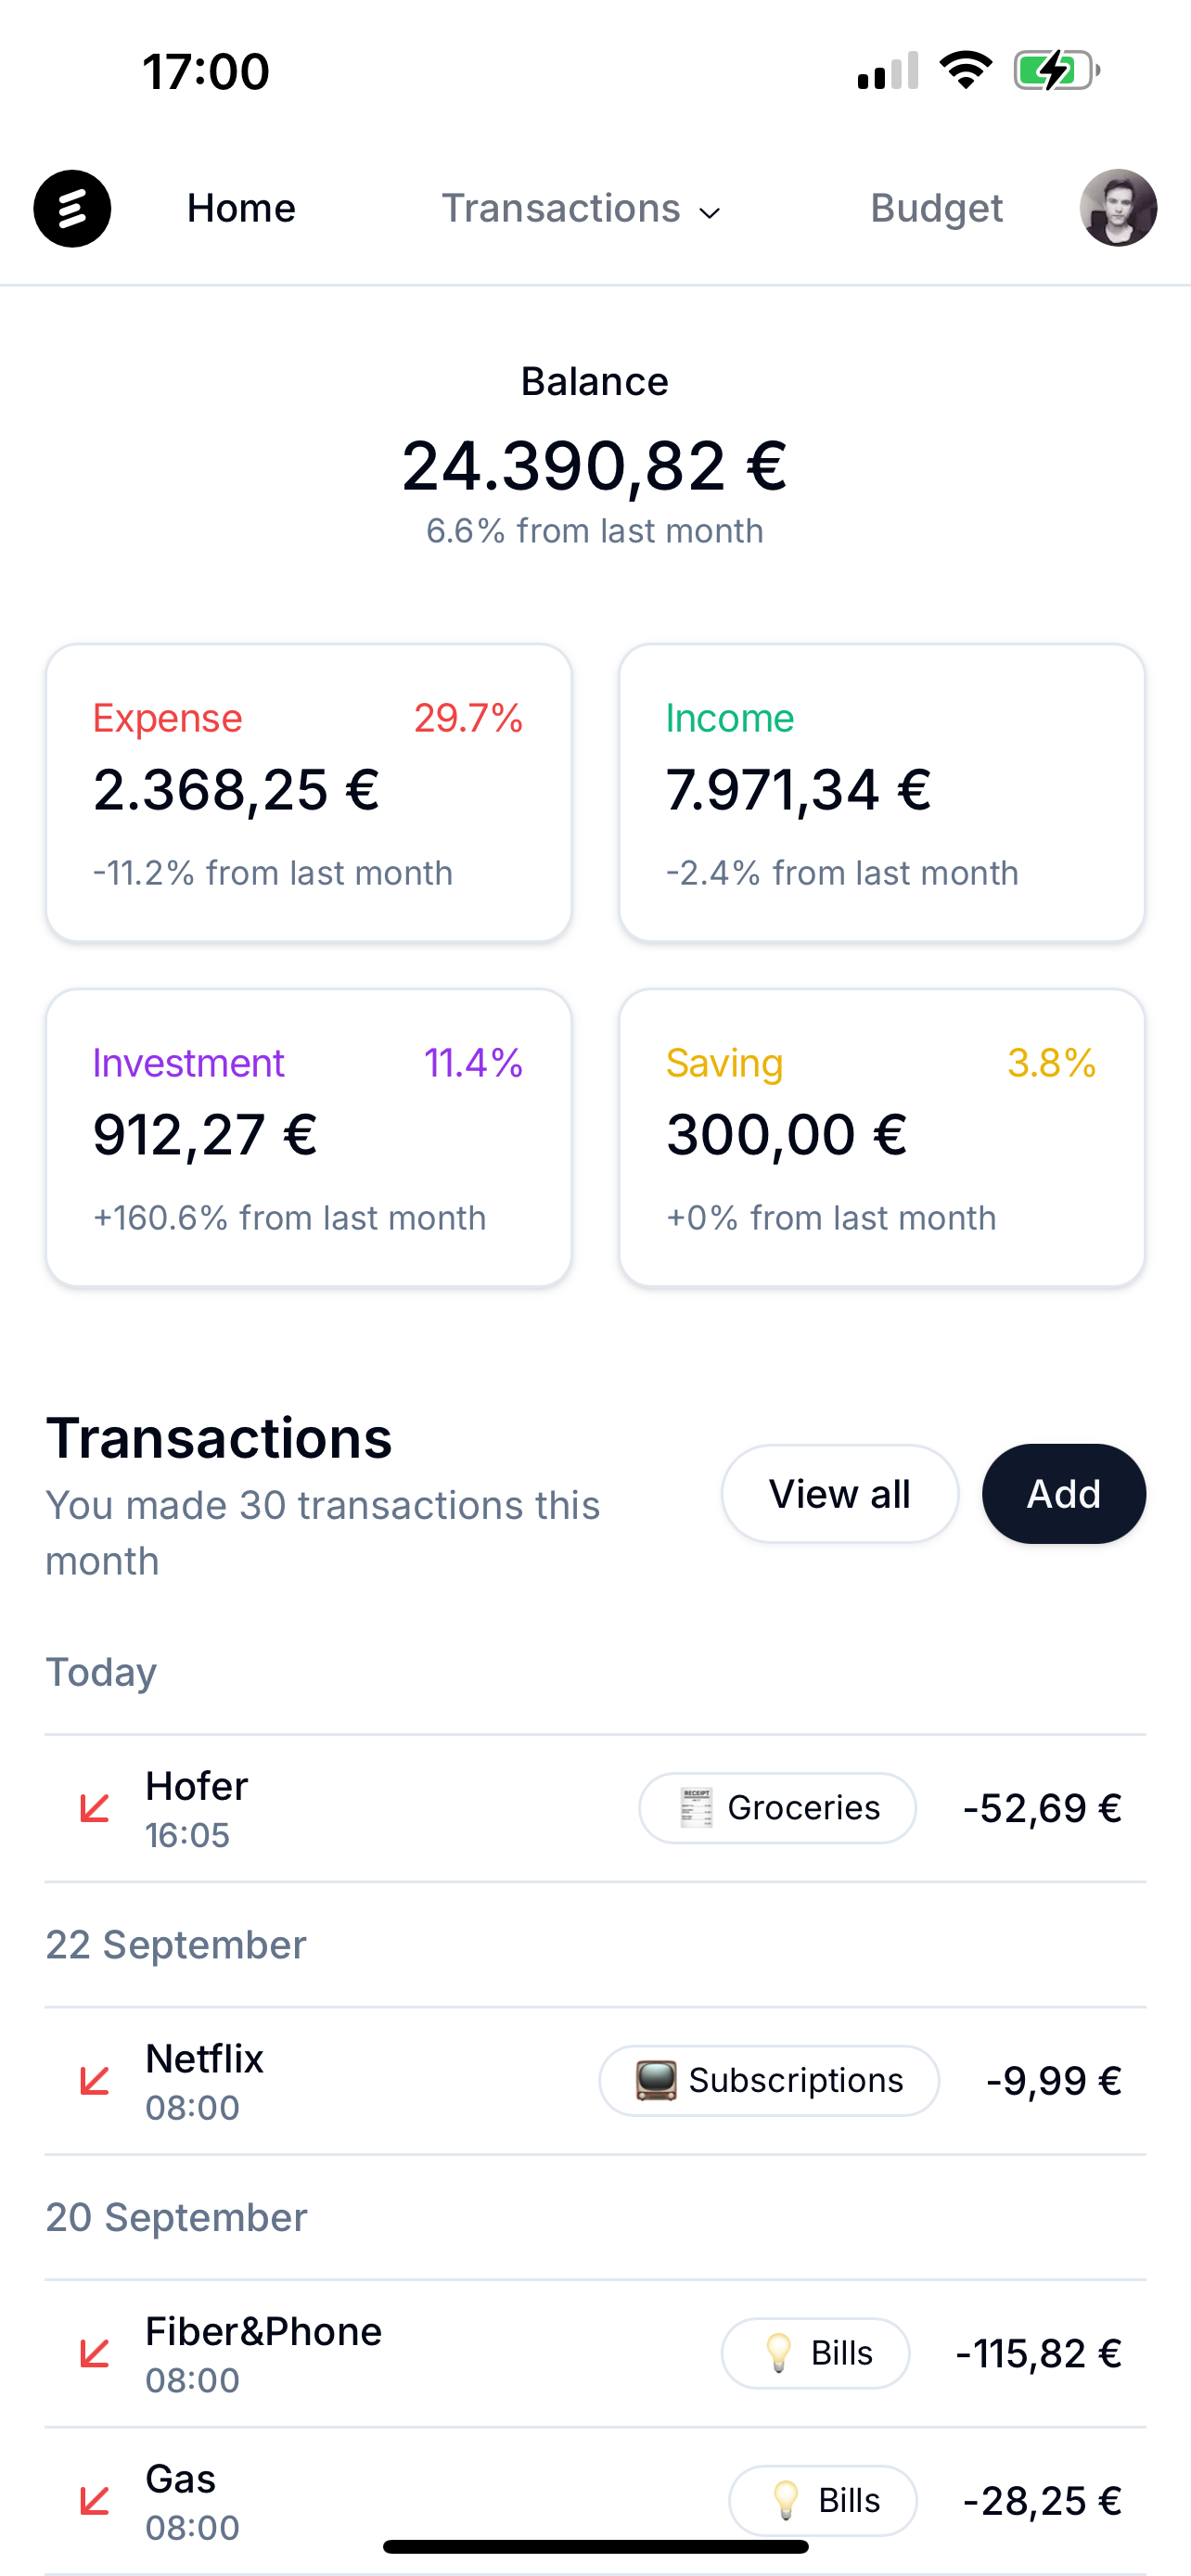 17:00
Home Transactions Budget
Balance
24.390,82 €
6.6% from last month
Expense 29.7%
2.368,25 €
-11.2% from last month
Income
7.971,34 €
-2.4% from last month
Investment 11.4%
912,27 €
+160.6% from last month
Saving 3.8%
300,00 €
+0% from last month
Transactions
You made 30 transactions this
month
View all
Add
Today
Hofer
16:05
Groceries
-52,69 €
22 September
Netflix
08:00
Subscriptions
-9,99 €
20 September
Fiber&Phone
08:00
Bills
-115,82 €
Gas
08:00
Bills
-28,25 €